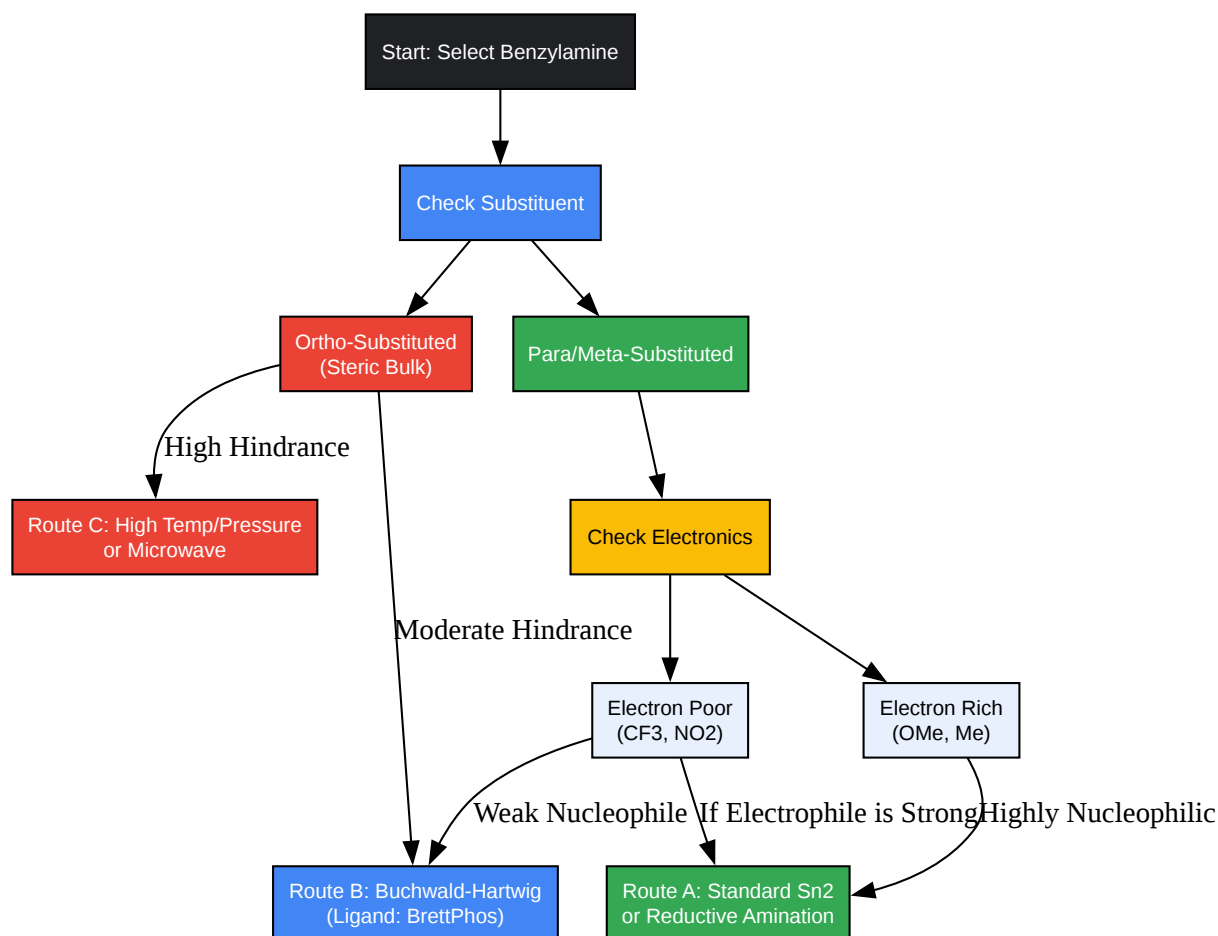 Start: Select Benzylamine
Check Substituent
Ortho-Substituted
(Steric Bulk)
Para/Meta-Substituted
High Hindrance
Route C: High Temp/Pressure
or Microwave
Check Electronics
Moderate Hindrance
Electron Poor
(CF3, NO2)
Electron Rich
(OMe, Me)
Weak Nucleophile
If Electrophile is Strong
Highly Nucleophilic
Route B: Buchwald-Hartwig
(Ligand: BrettPhos)
Route A: Standard Sn2
or Reductive Amination